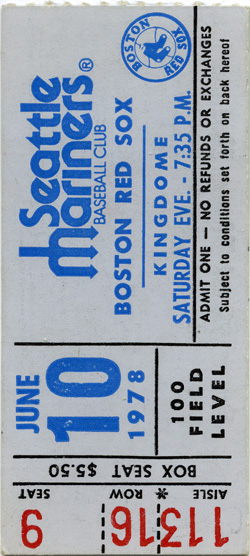 Seattle
Mariners®
BASEBALL CLUB
BOSTON RED SOX
BOSTON
RED SOX
KINGDOME
SATURDAY EVE. - 7:35 P.M.
ADMIT ONE — NO REFUNDS OR EXCHANGES
Subject to conditions set forth on back hereof
JUNE
10
1978
100
FIELD
LEVEL
BOX SEAT $5.50
AISLE * ROW SEAT
113 16 9